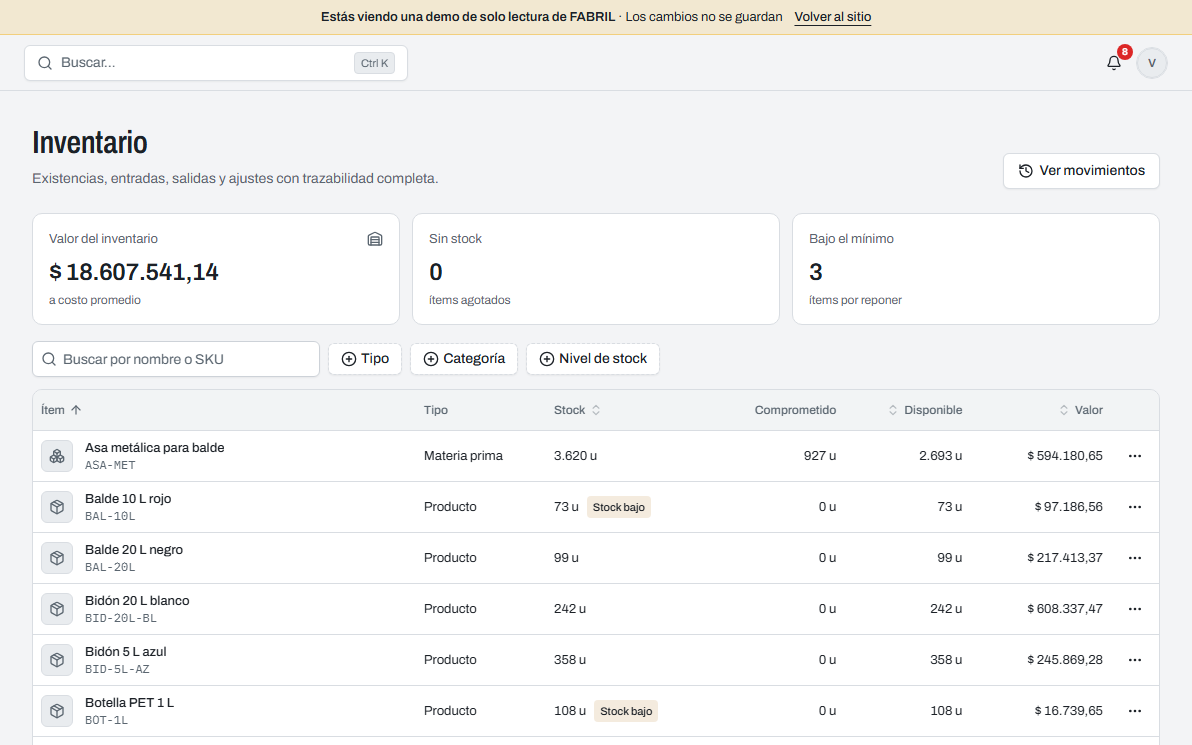 Estás viendo una demo de solo lectura de FABRIL · Los cambios no se guardan Volver al sitio
Buscar... Ctrl K
8
V
Inventario
Existencias, entradas, salidas y ajustes con trazabilidad completa.
Ver movimientos
Valor del inventario
$ 18.607.541,14
a costo promedio
Sin stock
0
ítems agotados
Bajo el mínimo
3
ítems por reponer
Buscar por nombre o SKU
Tipo
Categoría
Nivel de stock
Ítem Tipo Stock Comprometido Disponible Valor
Asa metálica para balde
ASA-MET
Materia prima 3.620 u 927 u 2.693 u $ 594.180,65
Balde 10 L rojo
BAL-10L
Producto 73 u Stock bajo 0 u 73 u $ 97.186,56
Balde 20 L negro
BAL-20L
Producto 99 u 0 u 99 u $ 217.413,37
Bidón 20 L blanco
BID-20L-BL
Producto 242 u 0 u 242 u $ 608.337,47
Bidón 5 L azul
BID-5L-AZ
Producto 358 u 0 u 358 u $ 245.869,28
Botella PET 1 L
BOT-1L
Producto 108 u Stock bajo 0 u 108 u $ 16.739,65